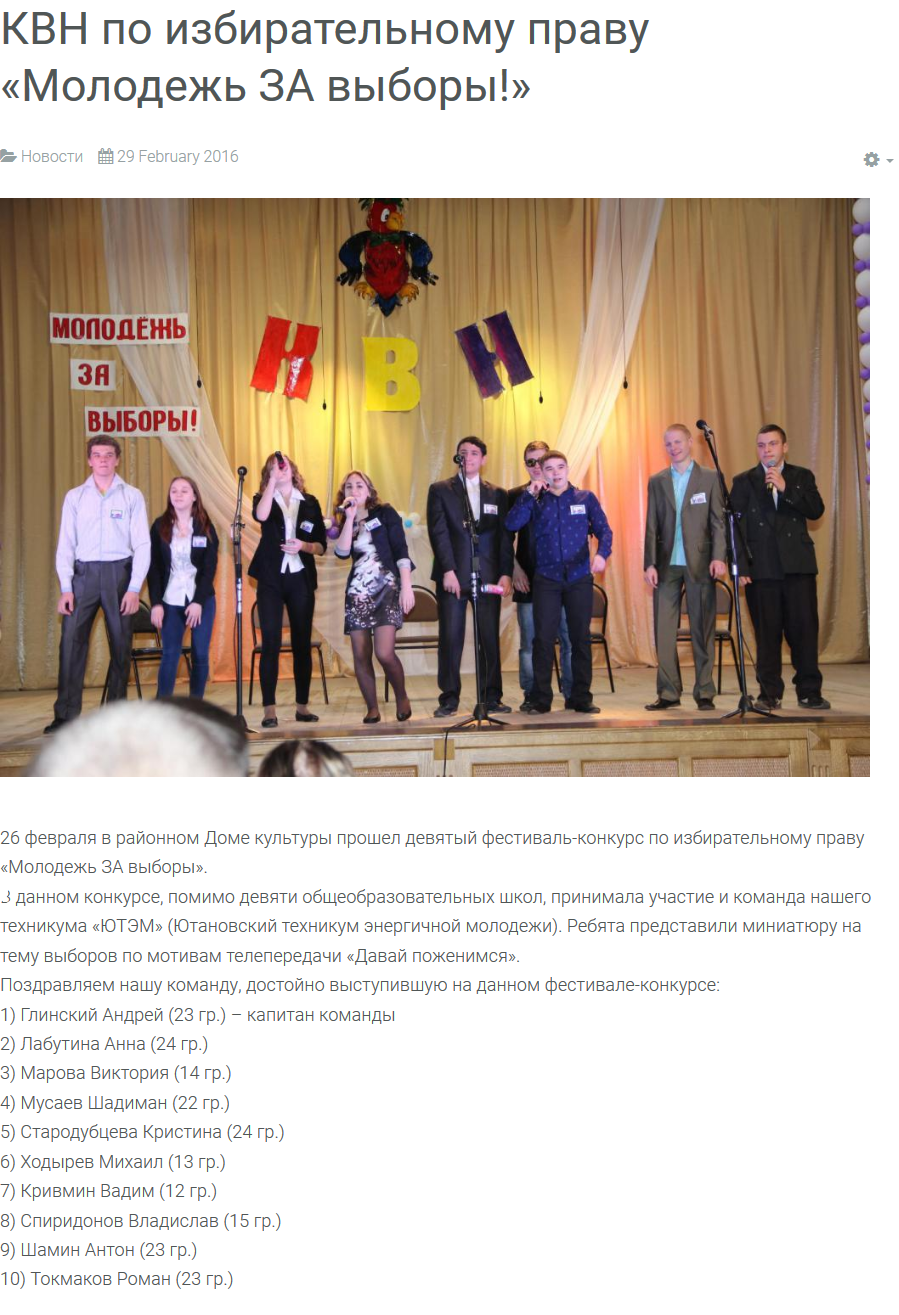 КВН по избирательному праву
«Молодежь ЗА выборы!»
Новости 29 February 2016
МОЛОДЁЖЬ
ЗА
ВЫБОРЫ!
К В Н
26 февраля в районном Доме культуры прошел девятый фестиваль-конкурс по избирательному праву
«Молодежь ЗА выборы».
В данном конкурсе, помимо девяти общеобразовательных школ, принимала участие и команда нашего
техникума «ЮТЭМ» (Ютановский техникум энергичной молодежи). Ребята представили миниатюру на
тему выборов по мотивам телепередачи «Давай поженимся».
Поздравляем нашу команду, достойно выступившую на данном фестивале-конкурсе:
1) Глинский Андрей (23 гр.) – капитан команды
2) Лабутина Анна (24 гр.)
3) Марова Виктория (14 гр.)
4) Мусаев Шадиман (22 гр.)
5) Стародубцева Кристина (24 гр.)
6) Ходырев Михаил (13 гр.)
7) Кривмин Вадим (12 гр.)
8) Спиридонов Владислав (15 гр.)
9) Шамин Антон (23 гр.)
10) Токмаков Роман (23 гр.)